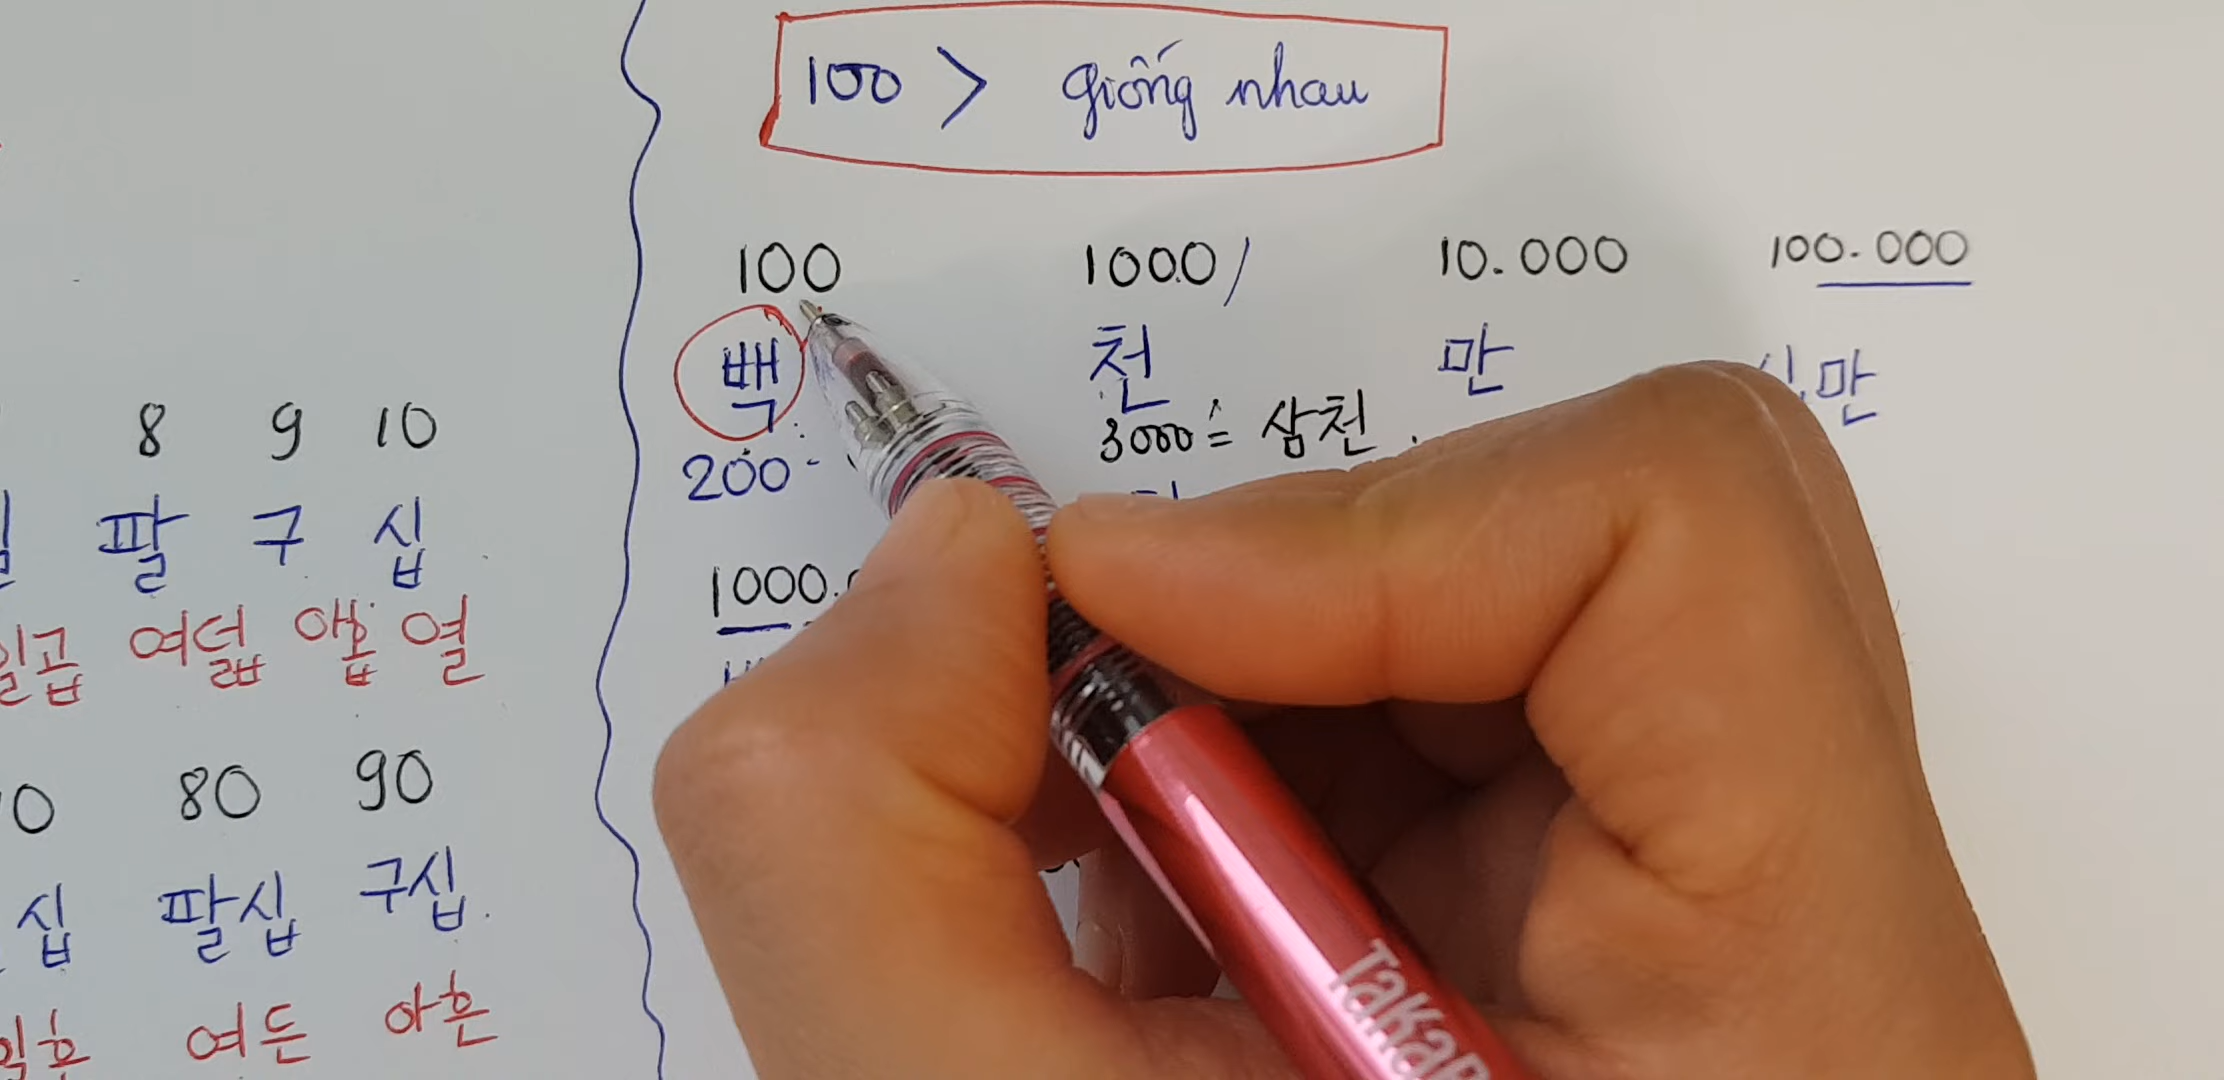 100 > giống nhau
100 1000/ 10.000 100.000
백 천 만 만
3000 = 삼천
200
1000.
8 9 10
팔 구 십
일곱 여덟 아홉 열
80 90
십 팔십 구십
여든 아흔
TaKaR